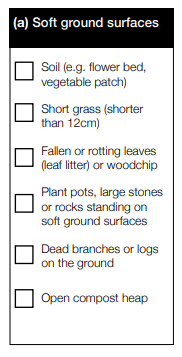 (a) Soft ground surfaces
Soil (e.g. flower bed,
vegetable patch)
Short grass (shorter
than 12cm)
Fallen or rotting leaves
(leaf litter) or woodchip
Plant pots, large stones
or rocks standing on
soft ground surfaces
Dead branches or logs
on the ground
Open compost heap